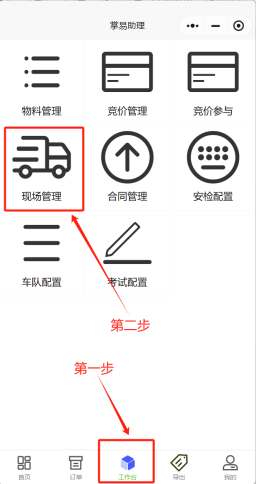 掌易助理
物料管理 竞价管理 竞价参与
现场管理 合同管理 安检配置
车队配置 考试配置
第二步
第一步
首页 订单 工作台 导出 我的